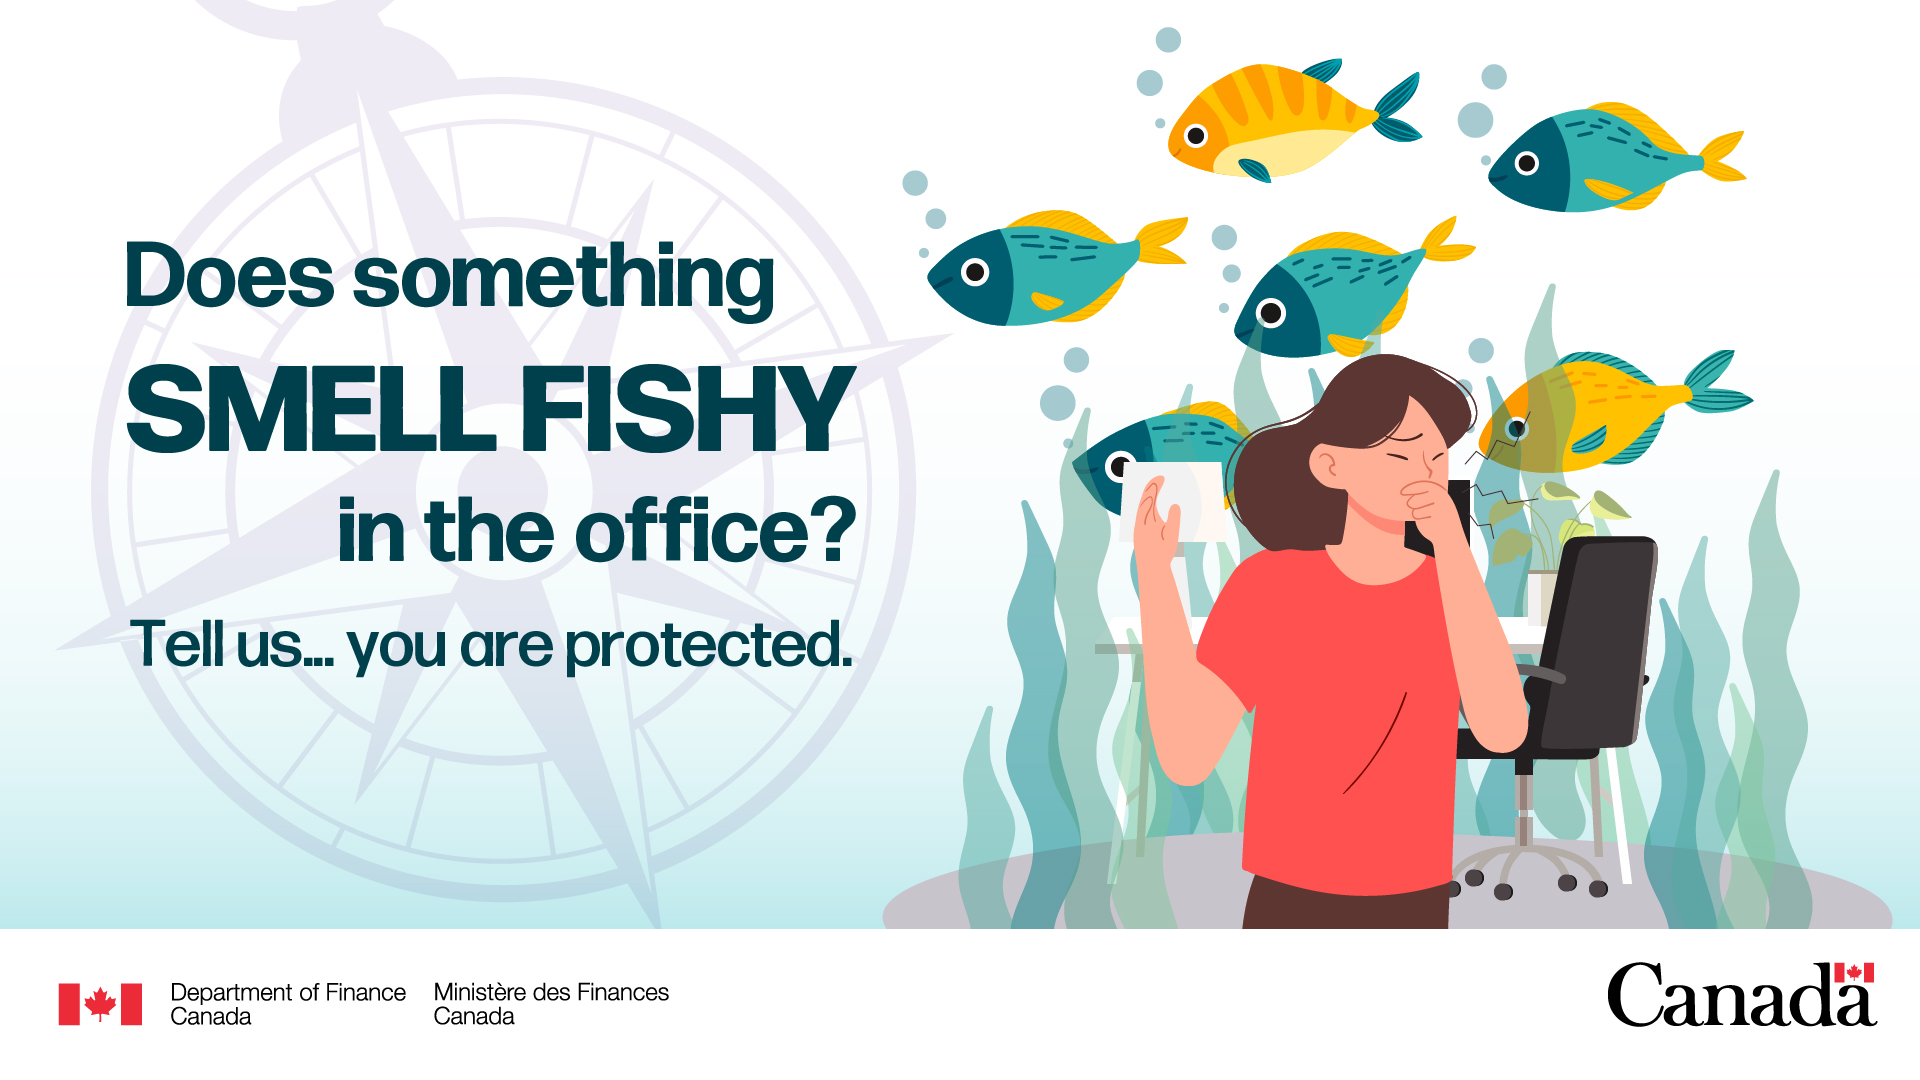 Does something
SMELL FISHY
in the office?
Tell us... you are protected.
Department of Finance
Canada
Ministère des Finances
Canada
Canada